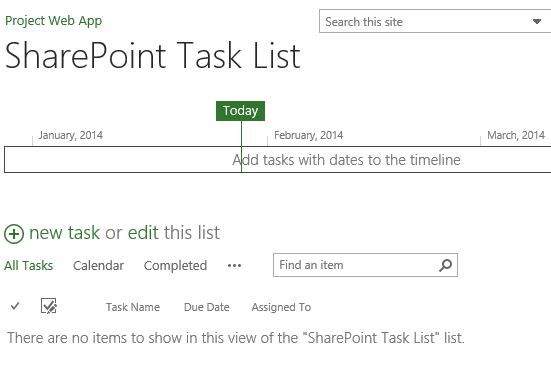 Project Web App
Search this site
SharePoint Task List
Today
January, 2014 February, 2014 March, 2014
Add tasks with dates to the timeline
new task or edit this list
All Tasks Calendar Completed ••• Find an item
Task Name Due Date Assigned To
There are no items to show in this view of the "SharePoint Task List" list.